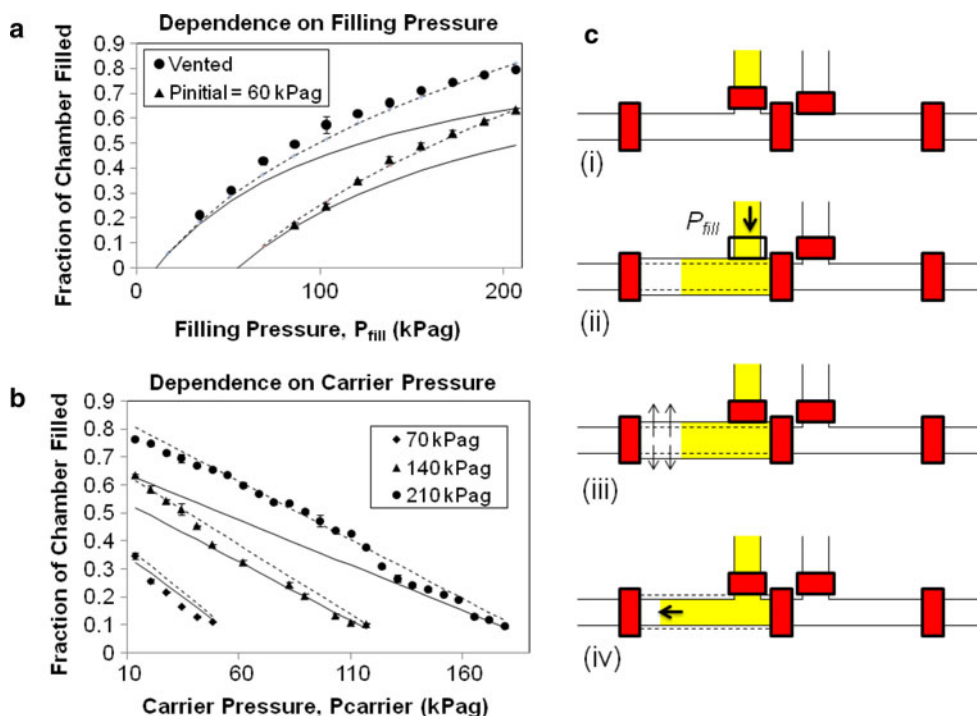 a
Dependence on Filling Pressure
Fraction of Chamber Filled
0.9
0.8
0.7
0.6
0.5
0.4
0.3
0.2
0.1
0
Vented
Pinitial = 60 kPag
0 100 200
Filling Pressure, Pfill (kPag)
b
Dependence on Carrier Pressure
Fraction of Chamber Filled
0.9
0.8
0.7
0.6
0.5
0.4
0.3
0.2
0.1
0
70 kPag
140 kPag
210 kPag
10 60 110 160
Carrier Pressure, Pcarrier (kPag)
c
(i)
Pfill
(ii)
(iii)
(iv)